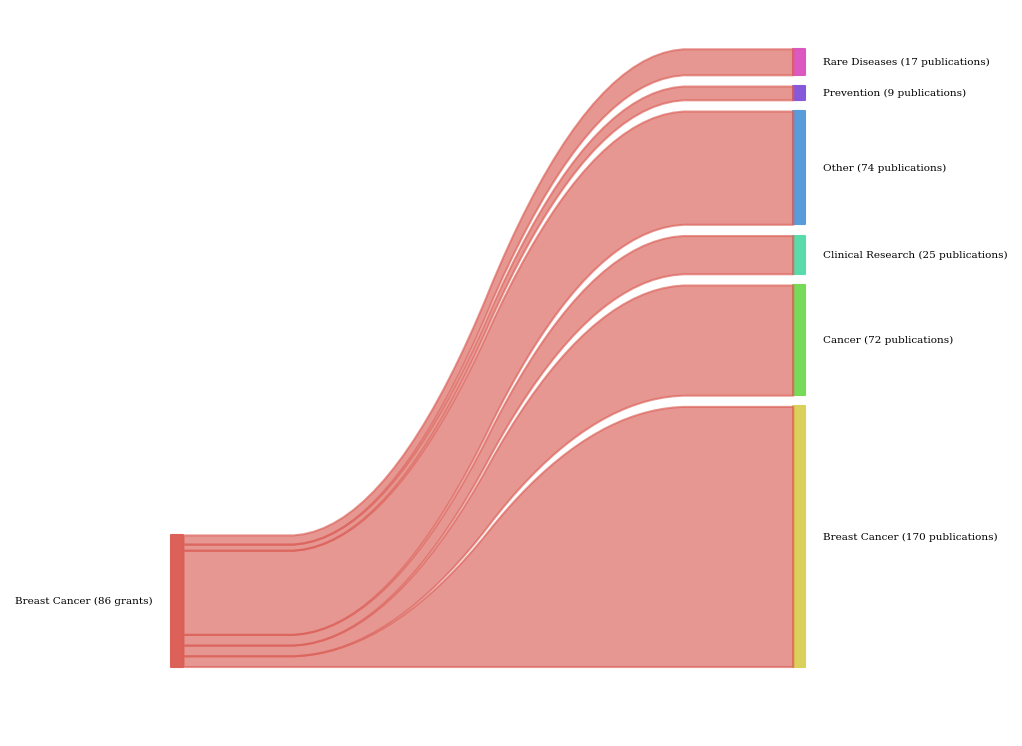 Rare Diseases (17 publications)
Prevention (9 publications)
Other (74 publications)
Clinical Research (25 publications)
Cancer (72 publications)
Breast Cancer (170 publications)
Breast Cancer (86 grants)